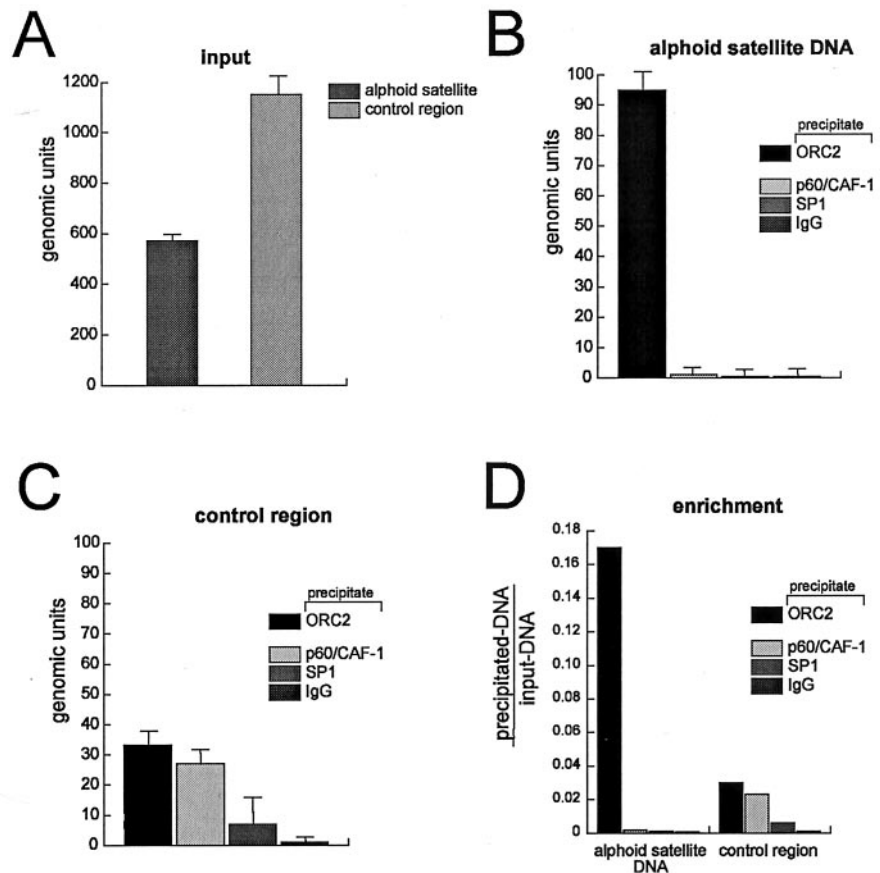 A
input
1200
1000
800
600
400
200
0
genomic units
alphoid satellite
control region
B
alphoid satellite DNA
100
90
80
70
60
50
40
30
20
10
0
genomic units
precipitate
ORC2
p60/CAF-1
SP1
IgG
C
control region
100
90
80
70
60
50
40
30
20
10
0
genomic units
precipitate
ORC2
p60/CAF-1
SP1
IgG
D
enrichment
0.18
0.16
0.14
0.12
0.10
0.08
0.06
0.04
0.02
0
precipitated-DNA
input-DNA
precipitate
ORC2
p60/CAF-1
SP1
IgG
alphoid satellite
DNA
control region